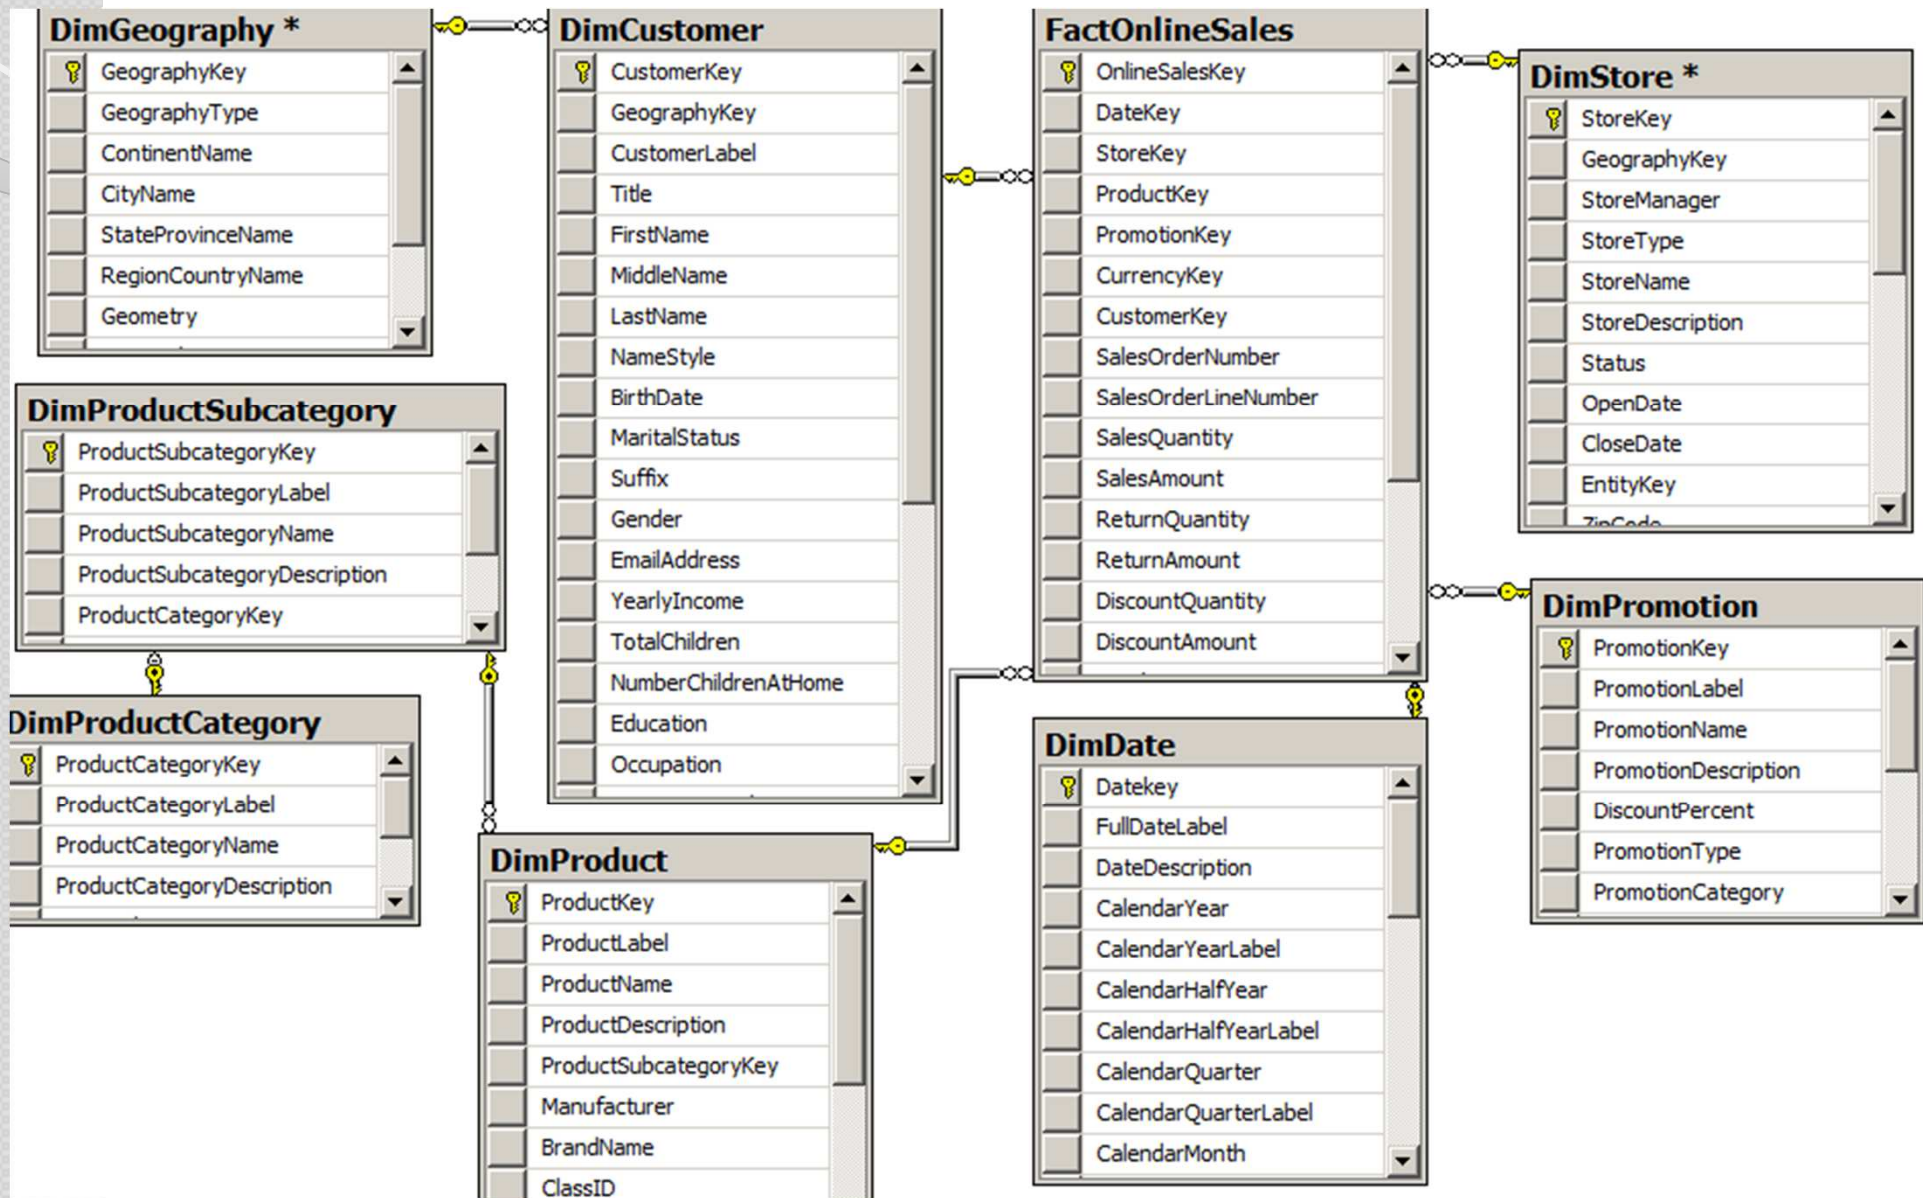 DimGeography *
GeographyKey
GeographyType
ContinentName
CityName
StateProvinceName
RegionCountryName
Geometry
DimCustomer
CustomerKey
GeographyKey
CustomerLabel
Title
FirstName
MiddleName
LastName
NameStyle
BirthDate
MaritalStatus
Suffix
Gender
EmailAddress
YearlyIncome
TotalChildren
NumberChildrenAtHome
Education
Occupation
FactOnlineSales
OnlineSalesKey
DateKey
StoreKey
ProductKey
PromotionKey
CurrencyKey
CustomerKey
SalesOrderNumber
SalesOrderLineNumber
SalesQuantity
SalesAmount
ReturnQuantity
ReturnAmount
DiscountQuantity
DiscountAmount
DimStore *
StoreKey
GeographyKey
StoreManager
StoreType
StoreName
StoreDescription
Status
OpenDate
CloseDate
EntityKey
ZipCode
DimProductSubcategory
ProductSubcategoryKey
ProductSubcategoryLabel
ProductSubcategoryName
ProductSubcategoryDescription
ProductCategoryKey
DimProductCategory
ProductCategoryKey
ProductCategoryLabel
ProductCategoryName
ProductCategoryDescription
DimProduct
ProductKey
ProductLabel
ProductName
ProductDescription
ProductSubcategoryKey
Manufacturer
BrandName
ClassID
DimDate
Datekey
FullDateLabel
DateDescription
CalendarYear
CalendarYearLabel
CalendarHalfYear
CalendarHalfYearLabel
CalendarQuarter
CalendarQuarterLabel
CalendarMonth
DimPromotion
PromotionKey
PromotionLabel
PromotionName
PromotionDescription
DiscountPercent
PromotionType
PromotionCategory